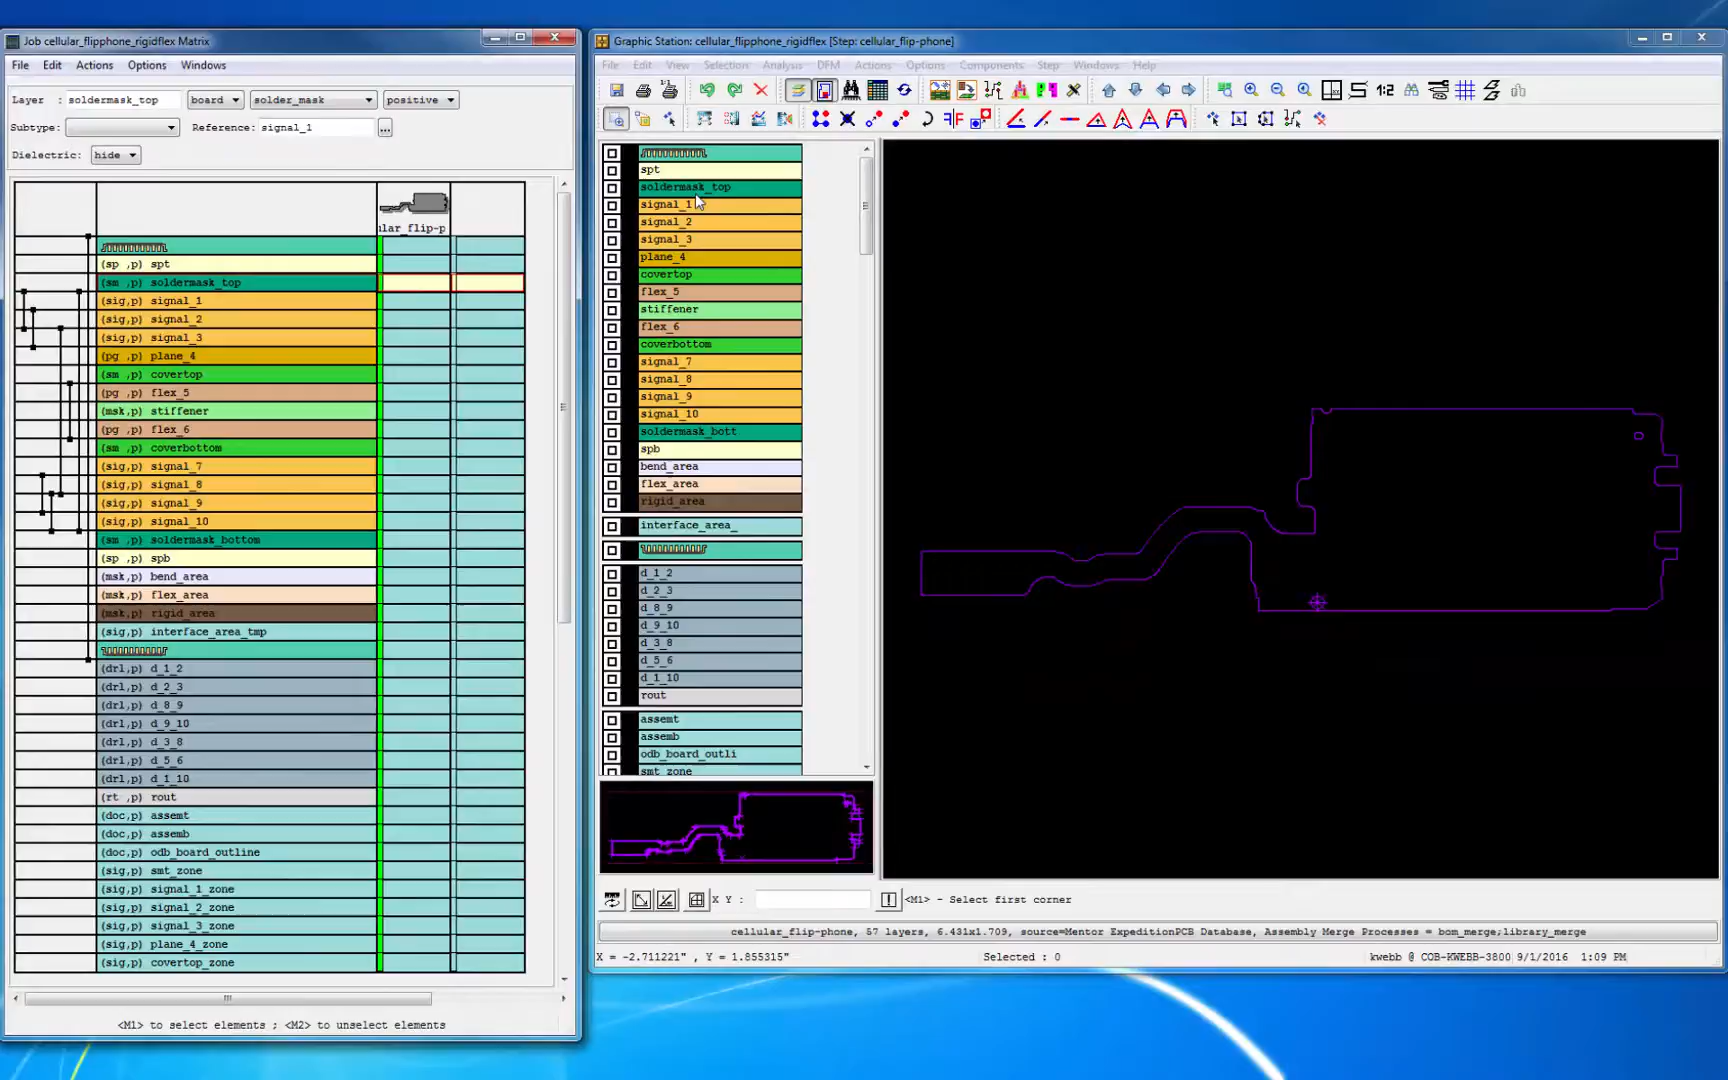 Job cellular_flipphone_rigidflex Matrix
File Edit Actions Options Windows
Layer : soldermask_top board solder_mask positive
Subtype: Reference: signal_1 ...
Dielectric: hide
ular_flip-p
(sp ,p) spt
(sm ,p) soldermask_top
(sig,p) signal_1
(sig,p) signal_2
(sig,p) signal_3
(pg ,p) plane_4
(sm ,p) covertop
(pg ,p) flex_5
(msk,p) stiffener
(pg ,p) flex_6
(sm ,p) coverbottom
(sig,p) signal_7
(sig,p) signal_8
(sig,p) signal_9
(sig,p) signal_10
(sm ,p) soldermask_bottom
(sp ,p) spb
(msk,p) bend_area
(msk,p) flex_area
(msk,p) rigid_area
(sig,p) interface_area_tmp
(drl,p) d_1_2
(drl,p) d_2_3
(drl,p) d_8_9
(drl,p) d_9_10
(drl,p) d_3_8
(drl,p) d_5_6
(drl,p) d_1_10
(rt ,p) rout
(doc,p) assemt
(doc,p) assemb
(doc,p) odb_board_outline
(sig,p) smt_zone
(sig,p) signal_1_zone
(sig,p) signal_2_zone
(sig,p) signal_3_zone
(sig,p) plane_4_zone
(sig,p) covertop_zone
<M1> to select elements ; <M2> to unselect elements
Graphic Station: cellular_flipphone_rigidflex [Step: cellular_flip-phone]
File Edit View Selection Analysis DFM Actions Options Components Step Windows Help
1:2
spt
soldermask_top
signal_1
signal_2
signal_3
plane_4
covertop
flex_5
stiffener
flex_6
coverbottom
signal_7
signal_8
signal_9
signal_10
soldermask_bott
spb
bend_area
flex_area
rigid_area
interface_area_
d_1_2
d_2_3
d_8_9
d_9_10
d_3_8
d_5_6
d_1_10
rout
assemt
assemb
odb_board_outli
smt_zone
X Y : <M1> - Select first corner
cellular_flip-phone, 57 layers, 6.431x1.709, source=Mentor ExpeditionPCB Database, Assembly Merge Processes = bom_merge;library_merge
X = -2.711221" , Y = 1.855315" Selected : 0 kwebb @ COB-KWEBB-3800 9/1/2016 1:09 PM